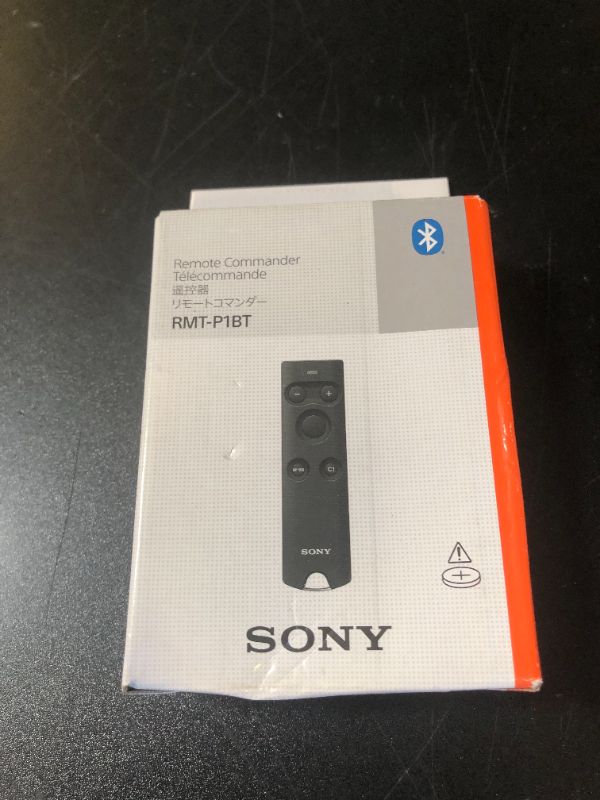 Remote Commander
Télécommande
遥控器
リモートコマンダー
RMT-P1BT
- +
C1
SONY
SONY